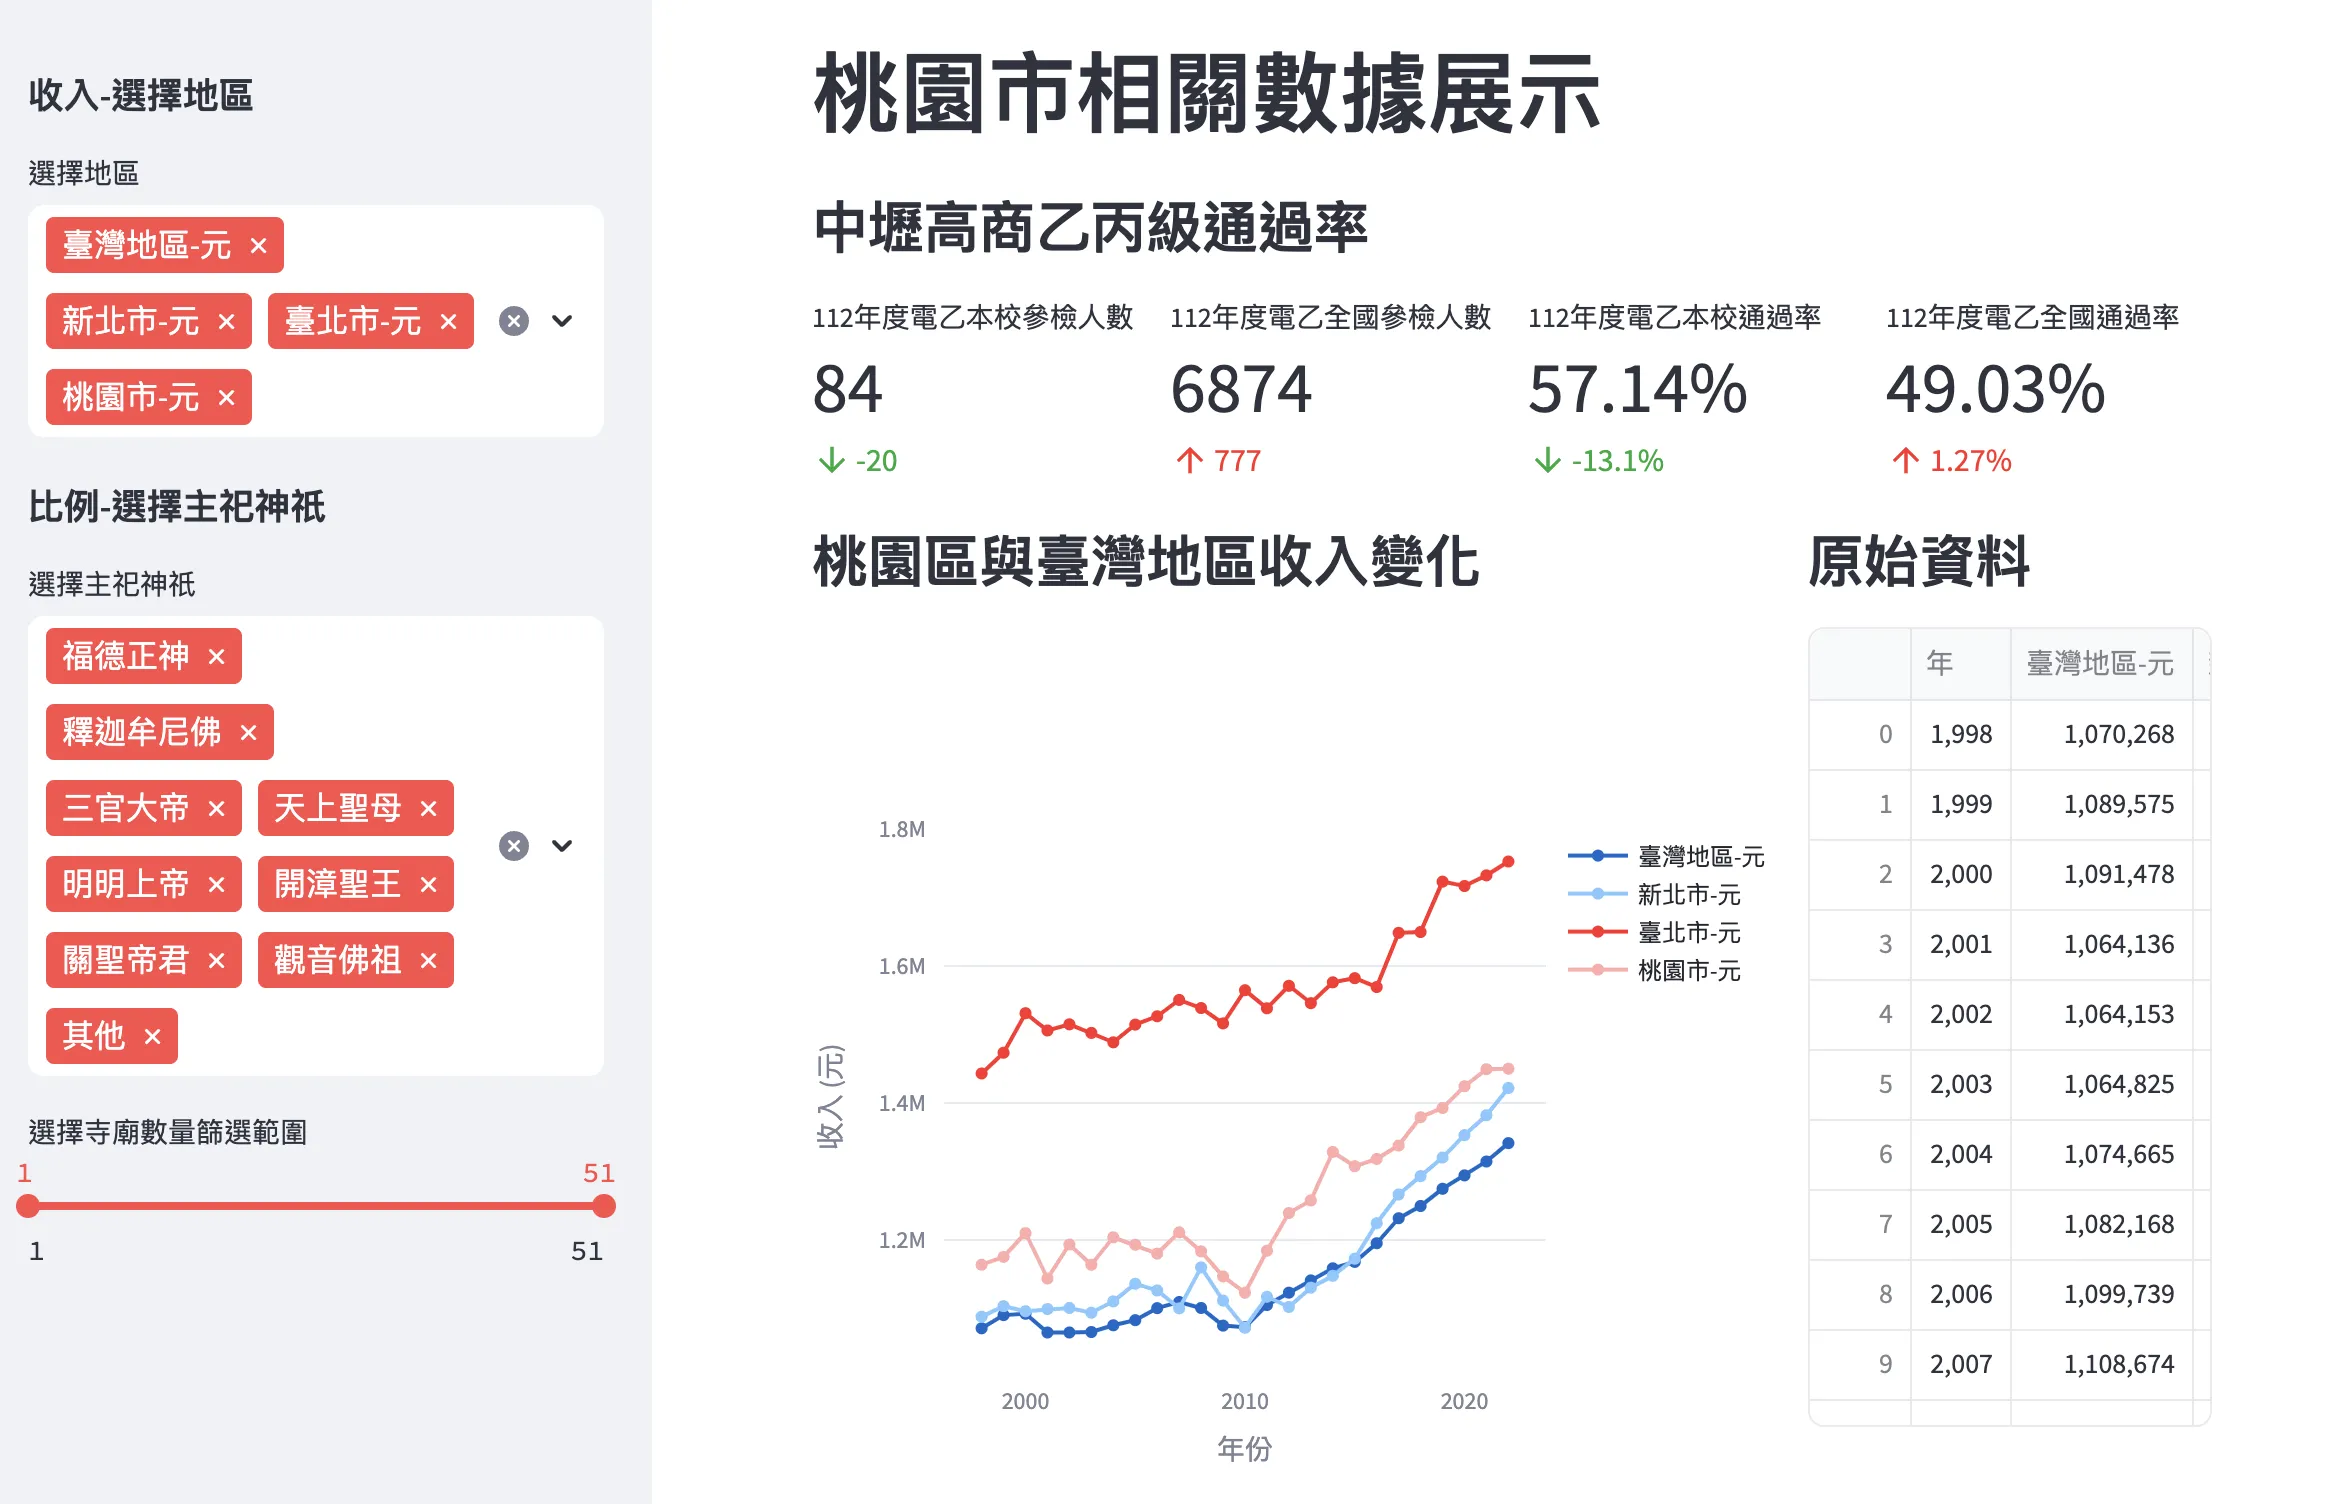 收入-選擇地區
選擇地區
臺灣地區-元
新北市-元 臺北市-元
桃園市-元
比例-選擇主祀神祇
選擇主祀神祇
福德正神
釋迦牟尼佛
三官大帝 天上聖母
明明上帝 開漳聖王
關聖帝君 觀音佛祖
其他
選擇寺廟數量篩選範圍
1 51
1 51
桃園市相關數據展示
中壢高商乙丙級通過率
112年度電乙本校參檢人數 112年度電乙全國參檢人數 112年度電乙本校通過率 112年度電乙全國通過率
84 6874 57.14% 49.03%
-20 777 -13.1% 1.27%
桃園區與臺灣地區收入變化
收入 (元)
1.8M
1.6M
1.4M
1.2M
2000 2010 2020
年份
臺灣地區-元
新北市-元
臺北市-元
桃園市-元
原始資料
年 臺灣地區-元
0 1,998 1,070,268
1 1,999 1,089,575
2 2,000 1,091,478
3 2,001 1,064,136
4 2,002 1,064,153
5 2,003 1,064,825
6 2,004 1,074,665
7 2,005 1,082,168
8 2,006 1,099,739
9 2,007 1,108,674